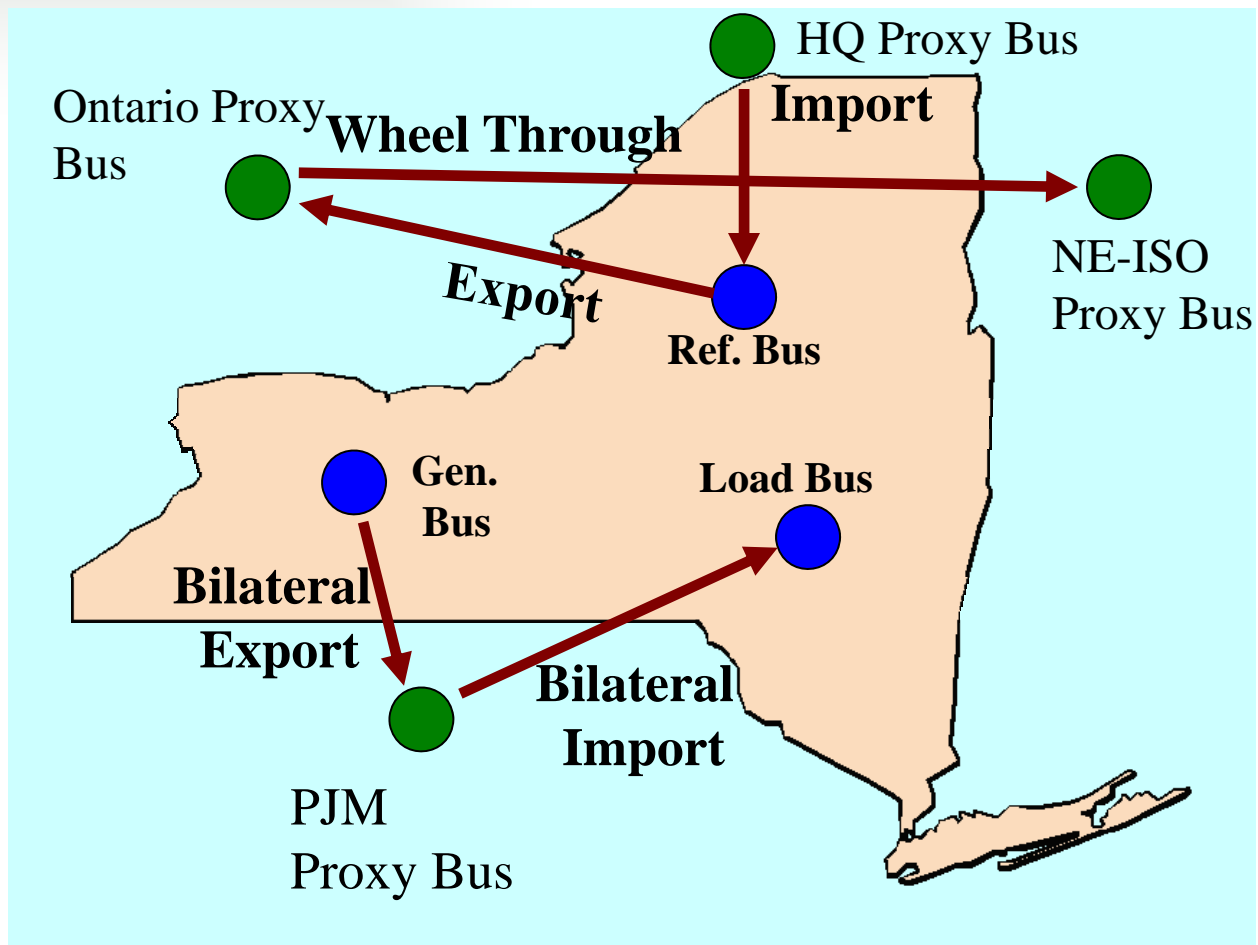 HQ Proxy Bus
Import
Ontario Proxy
Bus
Wheel Through
NE-ISO
Proxy Bus
Export
Ref. Bus
Gen.
Bus
Load Bus
Bilateral
Export
Bilateral
Import
PJM
Proxy Bus